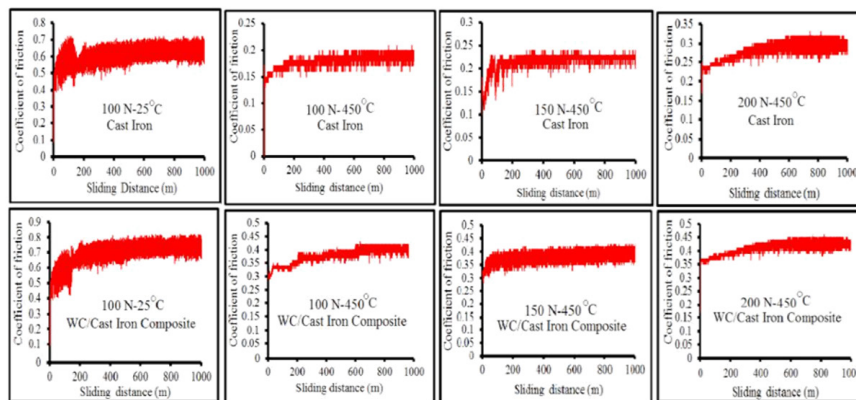 Coefficient of friction
0.8
0.7
0.6
0.5
0.4
0.3
0.2
0.1
0
0 200 400 600 800 1000
Sliding Distance (m)
100 N-25°C
Cast Iron
Coefficient of friction
0.25
0.2
0.15
0.1
0.05
0
0 200 400 600 800 1000
Sliding distance (m)
100 N-450°C
Cast Iron
Coefficient of friction
0.3
0.25
0.2
0.15
0.1
0.05
0
0 200 400 600 800 1000
Sliding distance (m)
150 N-450°C
Cast Iron
Coefficient of friction
0.35
0.3
0.25
0.2
0.15
0.1
0.05
0
0 200 400 600 800 1000
Sliding distance (m)
200 N-450°C
Cast Iron
Coefficient of friction
0.9
0.8
0.7
0.6
0.5
0.4
0.3
0.2
0.1
0
0 200 400 600 800 1000
Sliding distance (m)
100 N-25°C
WC/Cast Iron Composite
Coefficient of friction
0.5
0.45
0.4
0.35
0.3
0.25
0.2
0.15
0.1
0.05
0
0 200 400 600 800 1000
Sliding distance (m)
100 N-450°C
WC/Cast Iron Composite
Coefficient of friction
0.5
0.45
0.4
0.35
0.3
0.25
0.2
0.15
0.1
0.05
0
0 200 400 600 800 1000
Sliding distance (m)
150 N-450°C
WC/Cast Iron Composite
Coefficient of friction
0.5
0.45
0.4
0.35
0.3
0.25
0.2
0.15
0.1
0.05
0
0 200 400 600 800 1000
Sliding distance (m)
200 N-450°C
WC/Cast Iron Composite